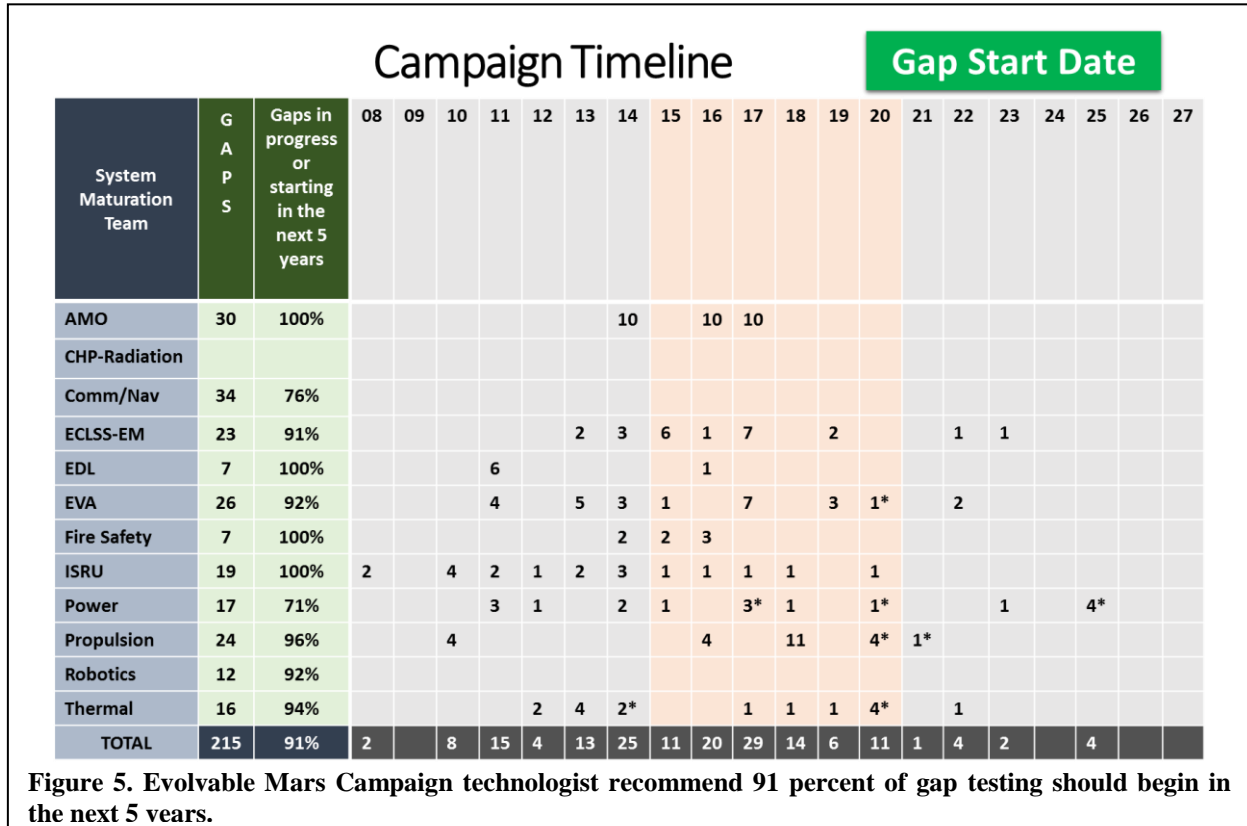 Campaign Timeline
Gap Start Date
System Maturation Team G A P S Gaps in progress or starting in the next 5 years 08 09 10 11 12 13 14 15 16 17 18 19 20 21 22 23 24 25 26 27
AMO 30 100% 10 10 10
CHP-Radiation
Comm/Nav 34 76%
ECLSS-EM 23 91% 2 3 6 1 7 2 1 1
EDL 7 100% 6 1
EVA 26 92% 4 5 3 1 7 3 1* 2
Fire Safety 7 100% 2 2 3
ISRU 19 100% 2 4 2 1 2 3 1 1 1 1 1
Power 17 71% 3 1 2 1 3* 1 1* 1 4*
Propulsion 24 96% 4 4 11 4* 1*
Robotics 12 92%
Thermal 16 94% 2 4 2* 1 1 1 4* 1
TOTAL 215 91% 2 8 15 4 13 25 11 20 29 14 6 11 1 4 2 4
Figure 5. Evolvable Mars Campaign technologist recommend 91 percent of gap testing should begin in
the next 5 years.